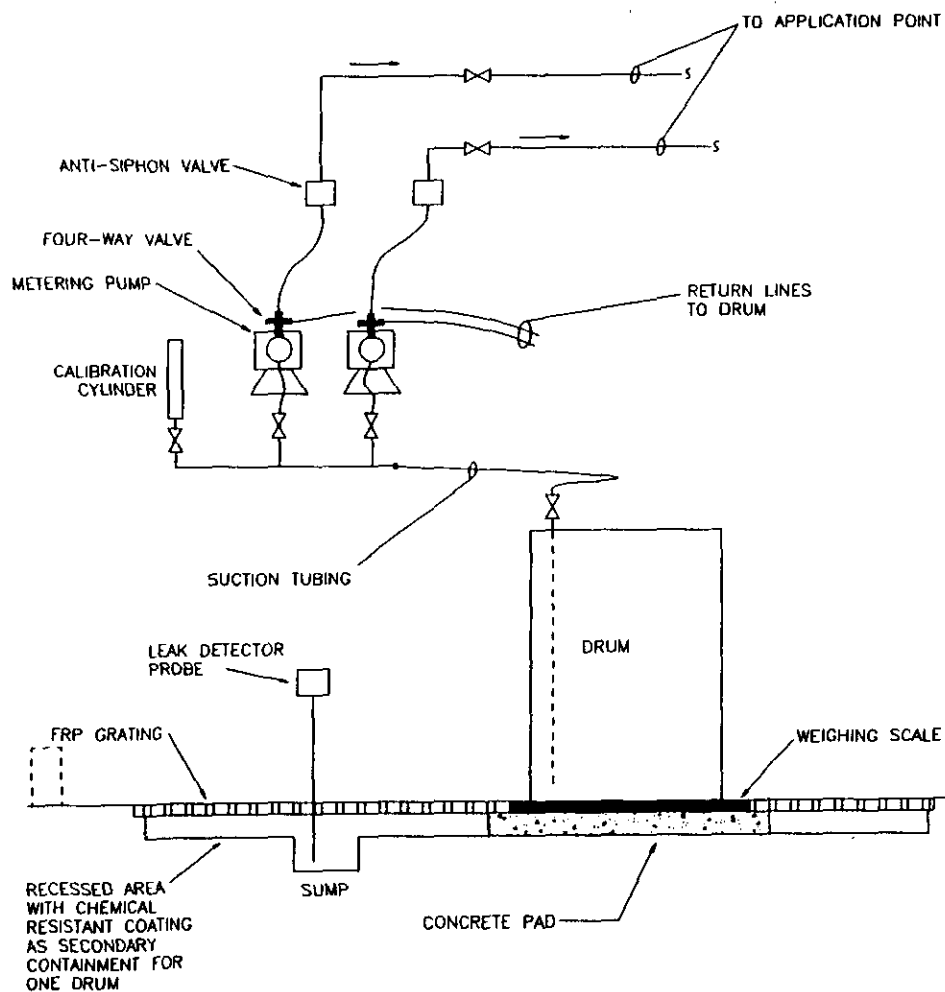 TO APPLICATION POINT
S
S
ANTI-SIPHON VALVE
FOUR-WAY VALVE
METERING PUMP
RETURN LINES
TO DRUM
CALIBRATION
CYLINDER
SUCTION TUBING
LEAK DETECTOR
PROBE
DRUM
FRP GRATING
WEIGHING SCALE
SUMP
RECESSED AREA
WITH CHEMICAL
RESISTANT COATING
AS SECONDARY
CONTAINMENT FOR
ONE DRUM
CONCRETE PAD